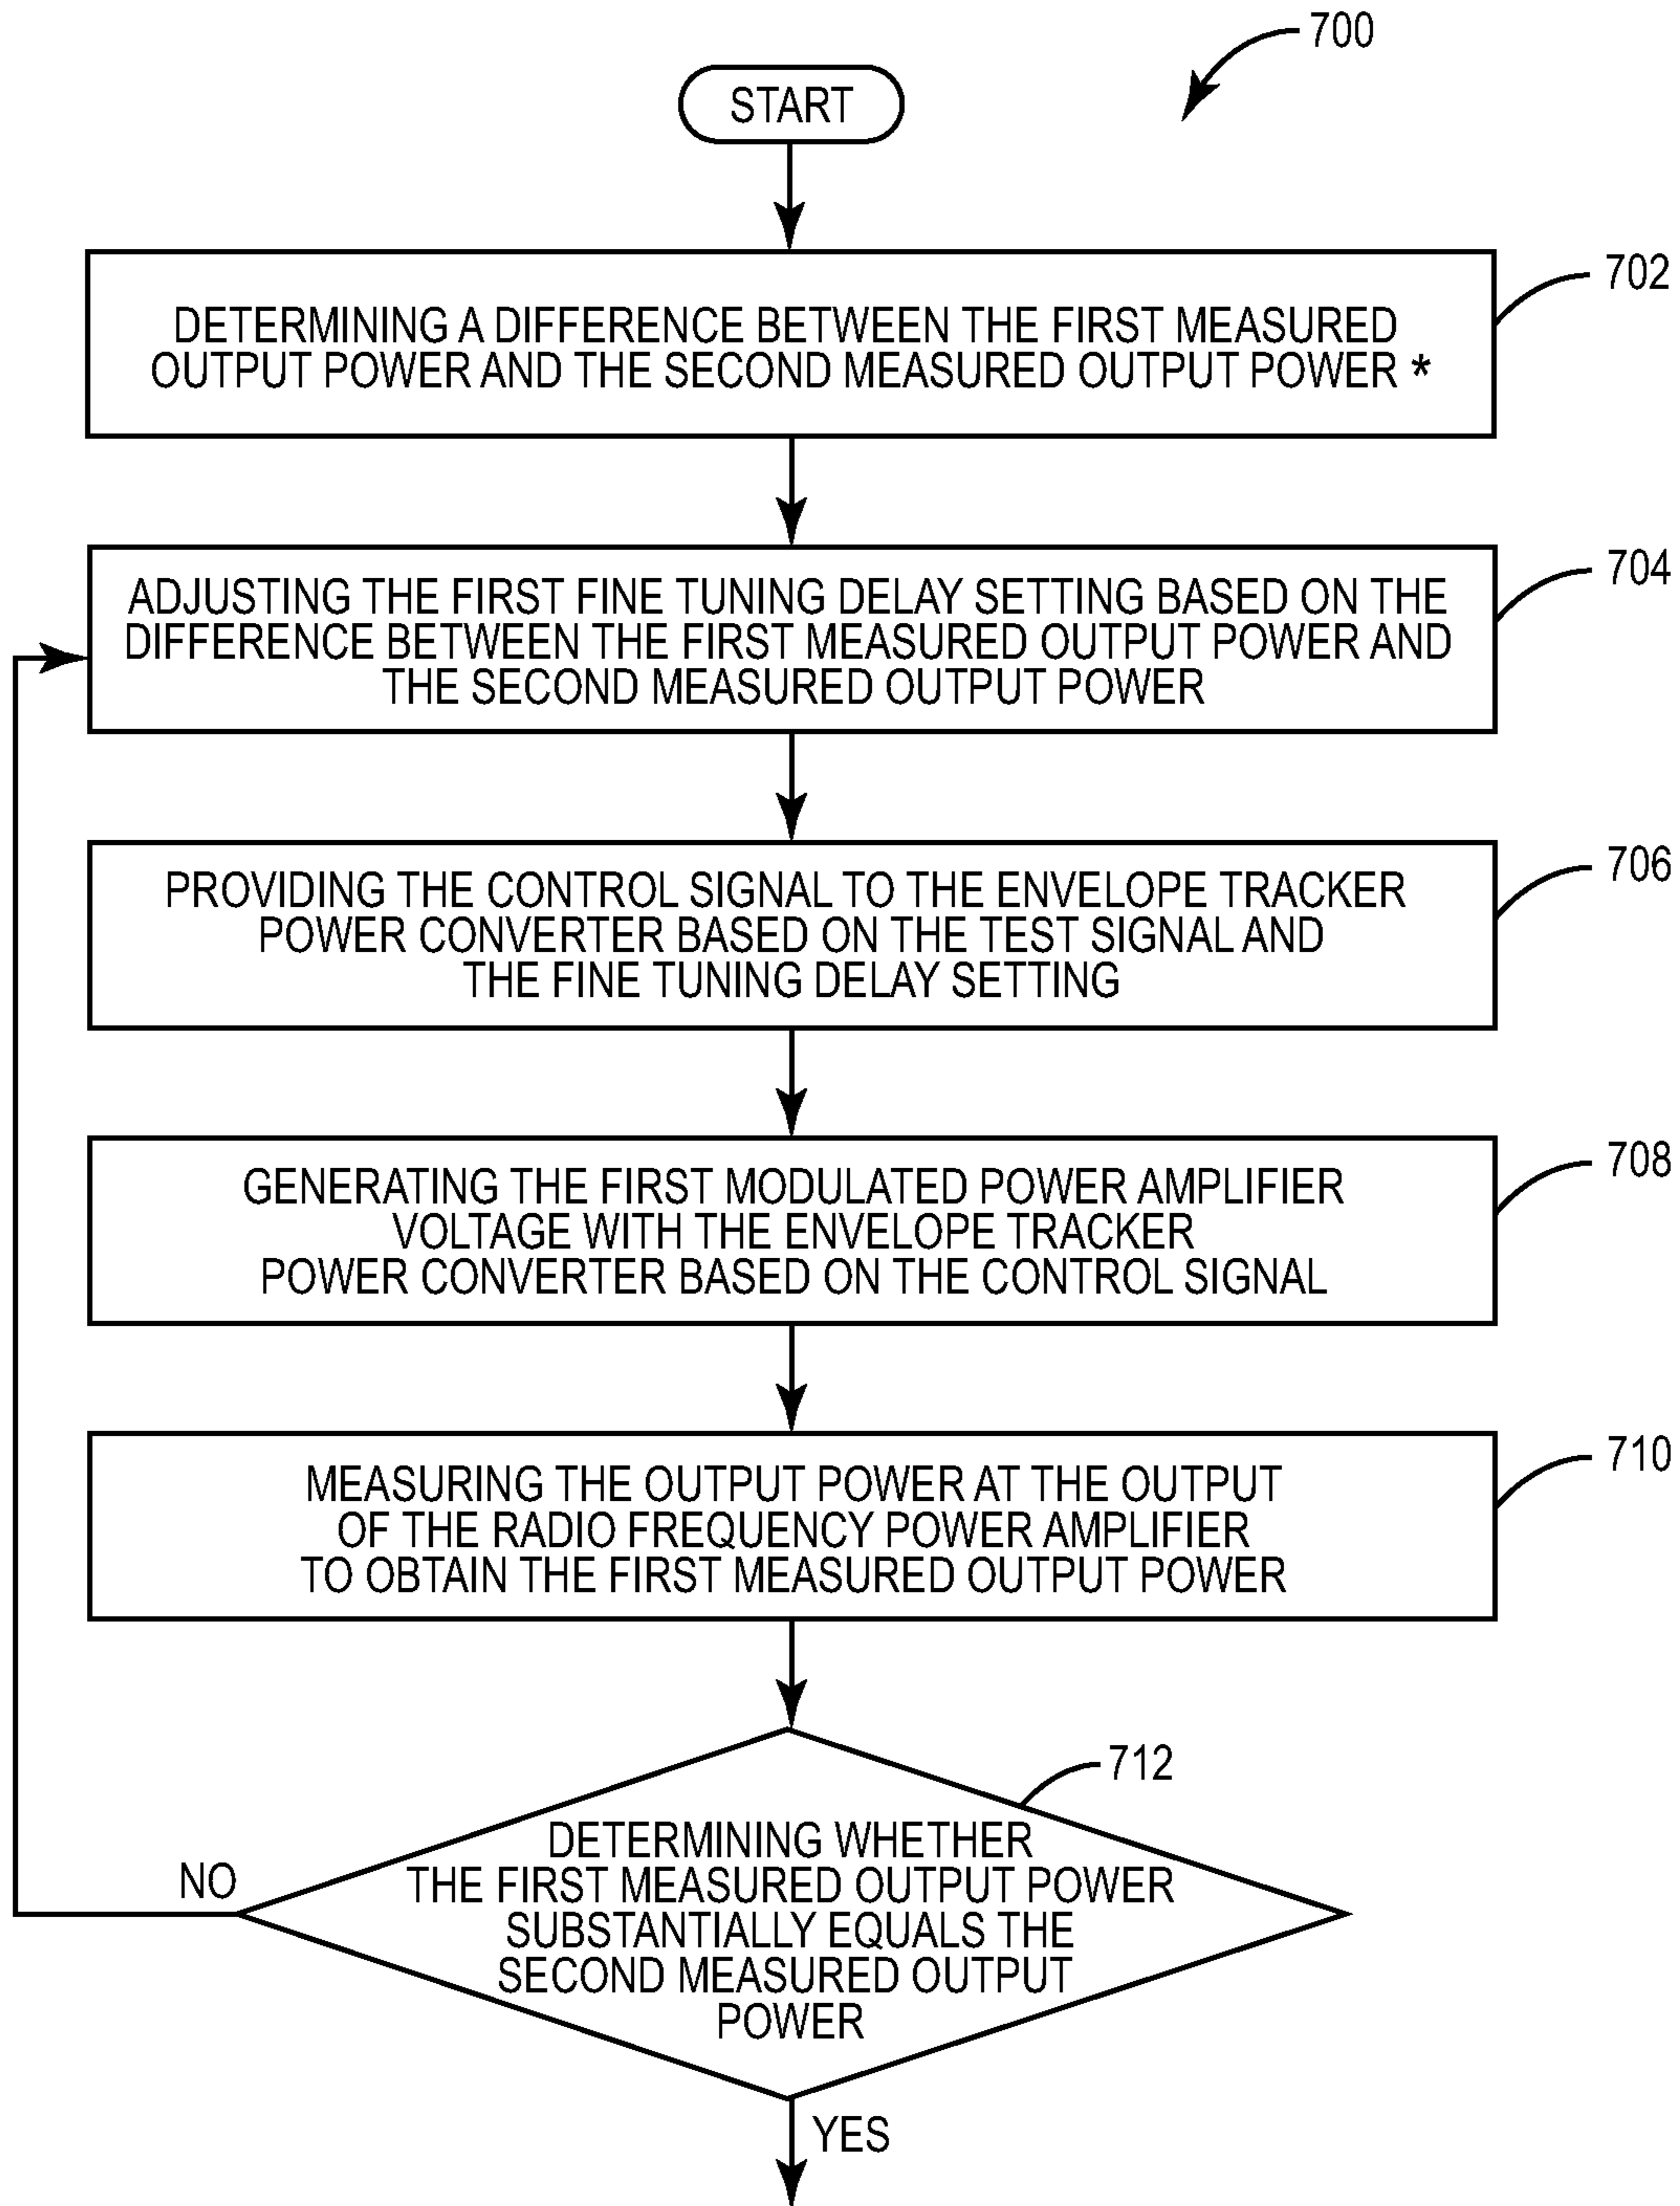 700
START
702
DETERMINING A DIFFERENCE BETWEEN THE FIRST MEASURED
OUTPUT POWER AND THE SECOND MEASURED OUTPUT POWER *
704
ADJUSTING THE FIRST FINE TUNING DELAY SETTING BASED ON THE
DIFFERENCE BETWEEN THE FIRST MEASURED OUTPUT POWER AND
THE SECOND MEASURED OUTPUT POWER
706
PROVIDING THE CONTROL SIGNAL TO THE ENVELOPE TRACKER
POWER CONVERTER BASED ON THE TEST SIGNAL AND
THE FINE TUNING DELAY SETTING
708
GENERATING THE FIRST MODULATED POWER AMPLIFIER
VOLTAGE WITH THE ENVELOPE TRACKER
POWER CONVERTER BASED ON THE CONTROL SIGNAL
710
MEASURING THE OUTPUT POWER AT THE OUTPUT
OF THE RADIO FREQUENCY POWER AMPLIFIER
TO OBTAIN THE FIRST MEASURED OUTPUT POWER
712
DETERMINING WHETHER
THE FIRST MEASURED OUTPUT POWER
SUBSTANTIALLY EQUALS THE
SECOND MEASURED OUTPUT
POWER
NO
YES